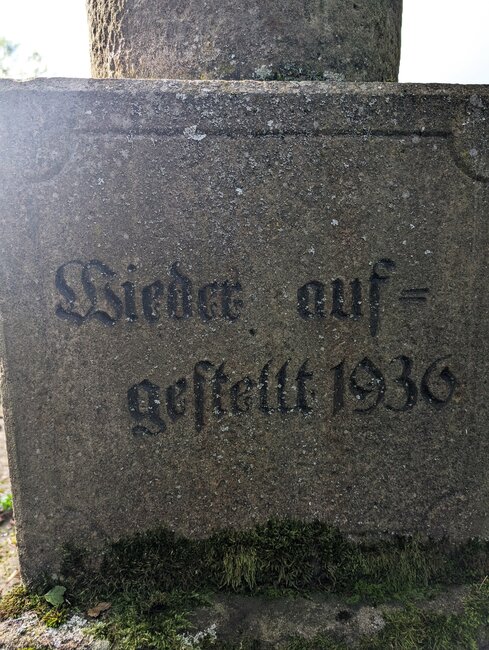 Wieder auf=
gestellt 1936